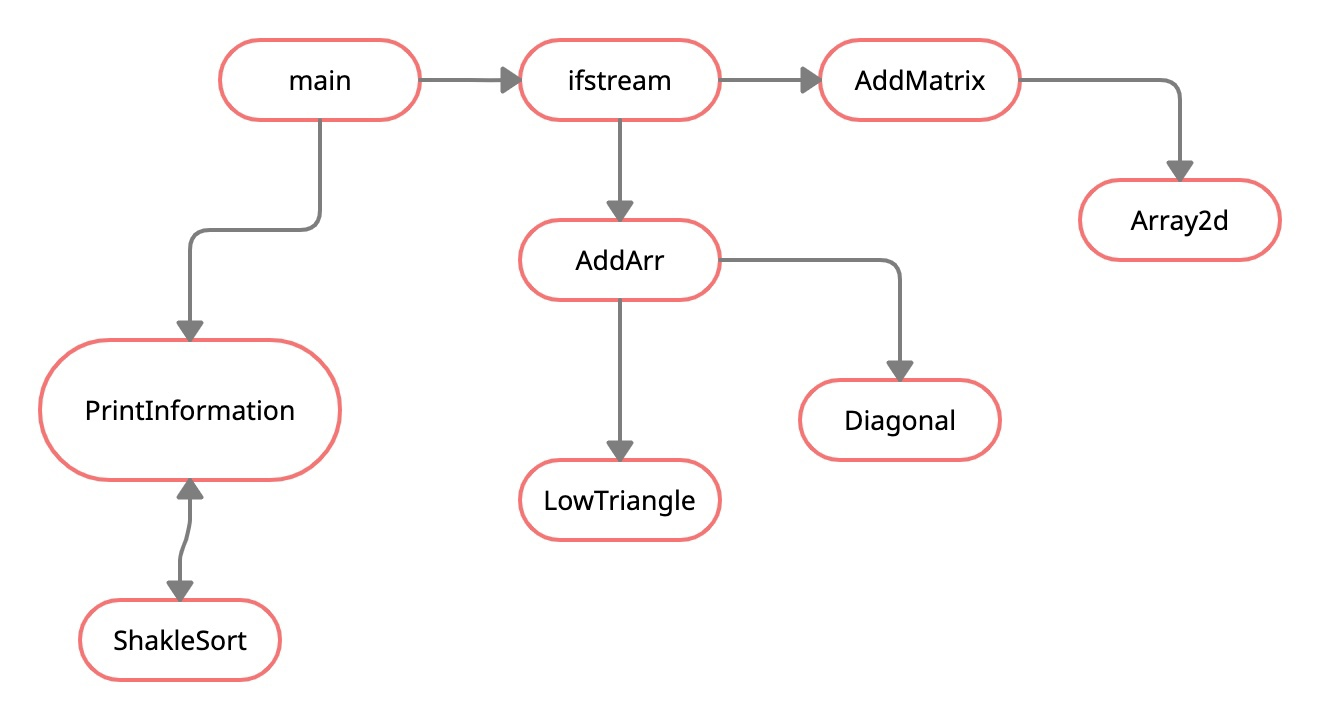 main
ifstream
AddMatrix
Array2d
AddArr
PrintInformation
Diagonal
LowTriangle
ShakleSort